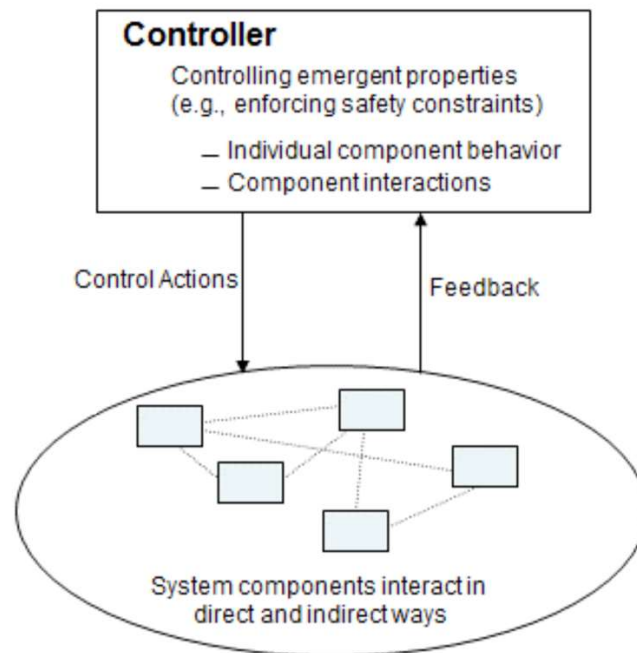 Controller
Controlling emergent properties
(e.g., enforcing safety constraints)
– Individual component behavior
– Component interactions
Control Actions
Feedback
System components interact in
direct and indirect ways